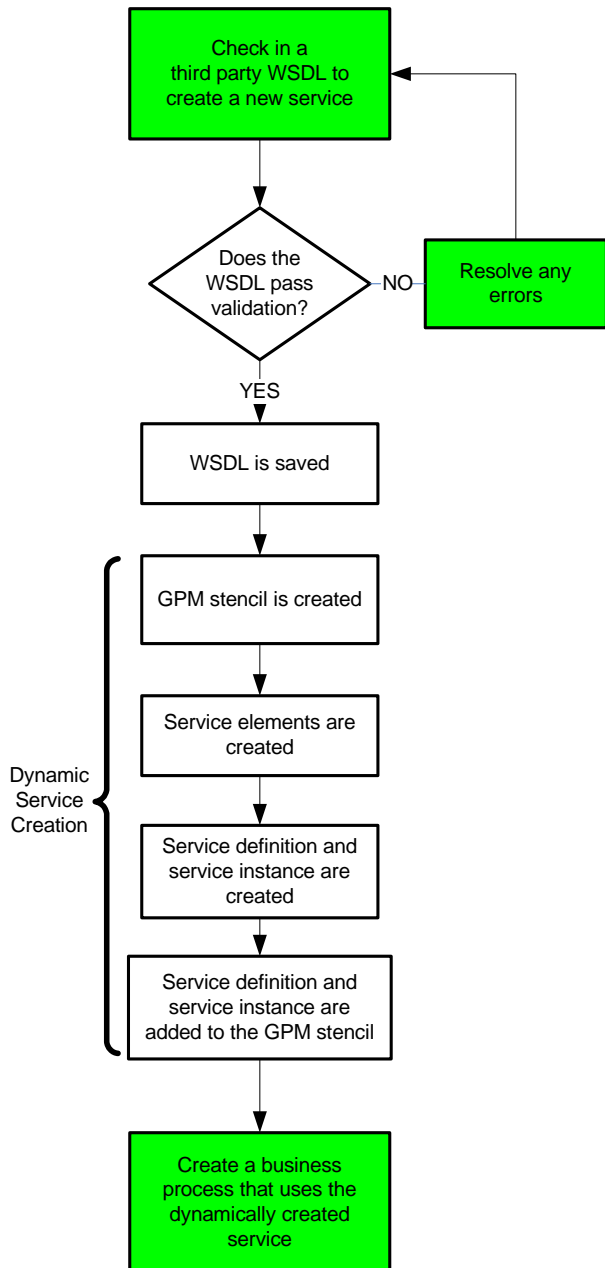 Check in a
third party WSDL to
create a new service
Does the
WSDL pass
validation?
NO
Resolve any
errors
YES
WSDL is saved
GPM stencil is created
Service elements are
created
Dynamic
Service
Creation
Service definition and
service instance are
created
Service definition and
service instance are
added to the GPM stencil
Create a business
process that uses the
dynamically created
service